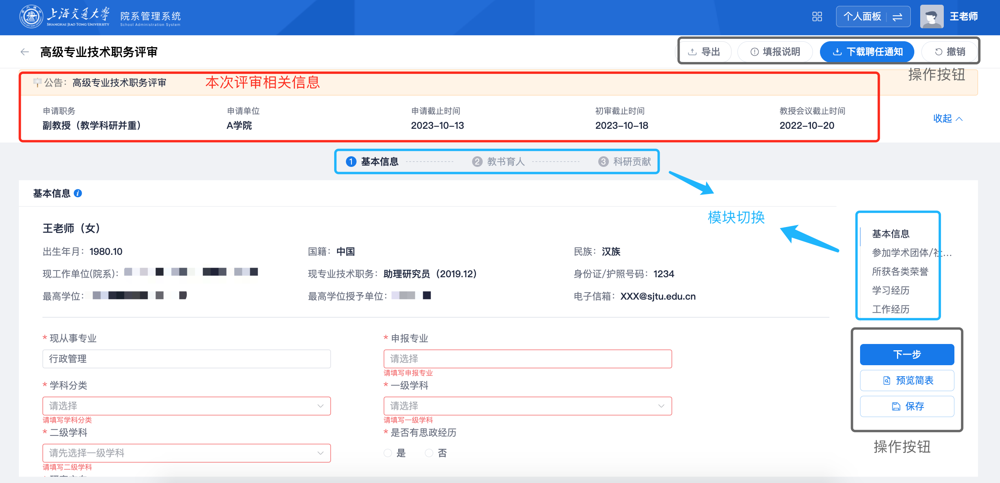 上海交通大学
SHANGHAI JIAO TONG UNIVERSITY
院系管理系统
School Administration System
个人面板
王老师
高级专业技术职务评审
导出
填报说明
下载聘任通知
撤销
操作按钮
公告：高级专业技术职务评审
本次评审相关信息
申请职务
副教授（教学科研并重）
申请单位
A学院
申请截止时间
2023-10-13
初审截止时间
2023-10-18
教授会议截止时间
2022-10-20
收起
1 基本信息
2 教书育人
3 科研贡献
模块切换
基本信息
王老师（女）
出生年月：1980.10
国籍：中国
民族：汉族
现工作单位(院系)：
现专业技术职务：助理研究员（2019.12）
身份证/护照号码：1234
最高学位：
最高学位授予单位：
电子信箱：XXX@sjtu.edu.cn
基本信息
参加学术团体/社...
所获各类荣誉
学习经历
工作经历
* 现从事专业
行政管理
* 申报专业
请选择
请填写申报专业
* 学科分类
请选择
请填写学科分类
* 一级学科
请选择
请填写一级学科
* 二级学科
请先选择一级学科
请填写二级学科
* 是否有思政经历
是
否
下一步
预览简表
保存
操作按钮